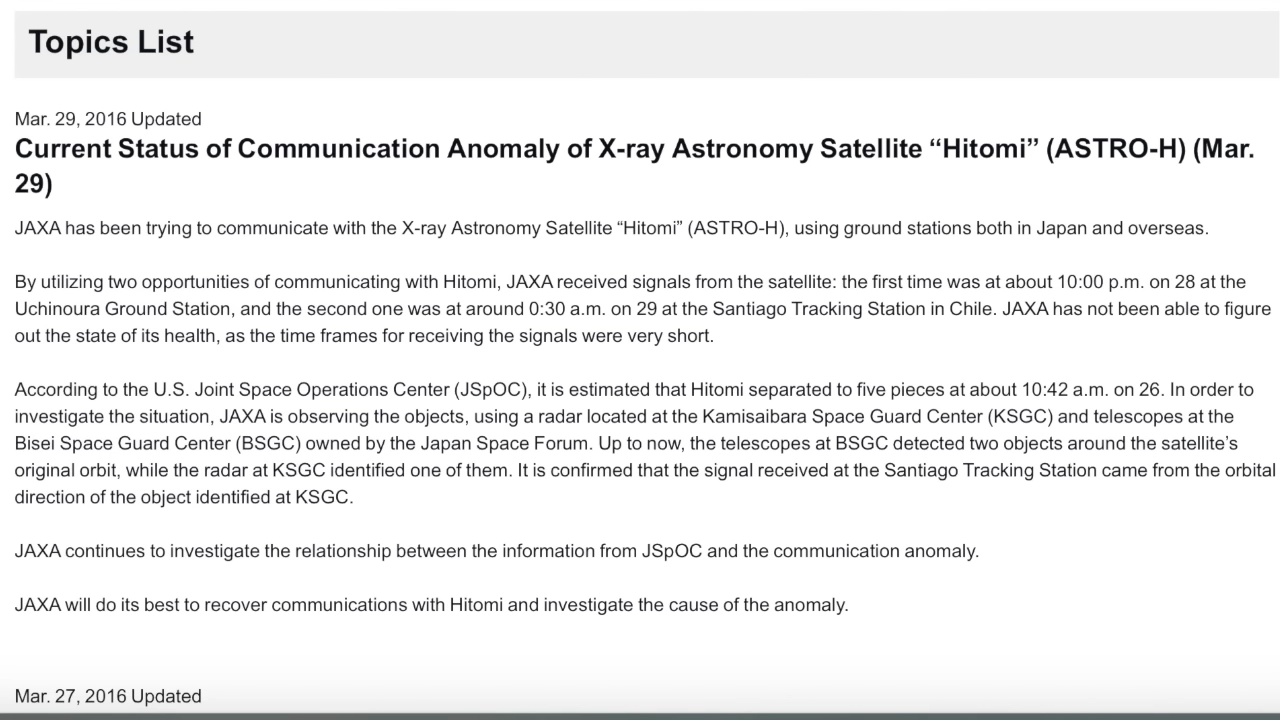 Topics List
Mar. 29, 2016 Updated
Current Status of Communication Anomaly of X-ray Astronomy Satellite “Hitomi” (ASTRO-H) (Mar.
29)
JAXA has been trying to communicate with the X-ray Astronomy Satellite “Hitomi” (ASTRO-H), using ground stations both in Japan and overseas.
By utilizing two opportunities of communicating with Hitomi, JAXA received signals from the satellite: the first time was at about 10:00 p.m. on 28 at the
Uchinoura Ground Station, and the second one was at around 0:30 a.m. on 29 at the Santiago Tracking Station in Chile. JAXA has not been able to figure
out the state of its health, as the time frames for receiving the signals were very short.
According to the U.S. Joint Space Operations Center (JSpOC), it is estimated that Hitomi separated to five pieces at about 10:42 a.m. on 26. In order to
investigate the situation, JAXA is observing the objects, using a radar located at the Kamisaibara Space Guard Center (KSGC) and telescopes at the
Bisei Space Guard Center (BSGC) owned by the Japan Space Forum. Up to now, the telescopes at BSGC detected two objects around the satellite’s
original orbit, while the radar at KSGC identified one of them. It is confirmed that the signal received at the Santiago Tracking Station came from the orbital
direction of the object identified at KSGC.
JAXA continues to investigate the relationship between the information from JSpOC and the communication anomaly.
JAXA will do its best to recover communications with Hitomi and investigate the cause of the anomaly.
Mar. 27, 2016 Updated